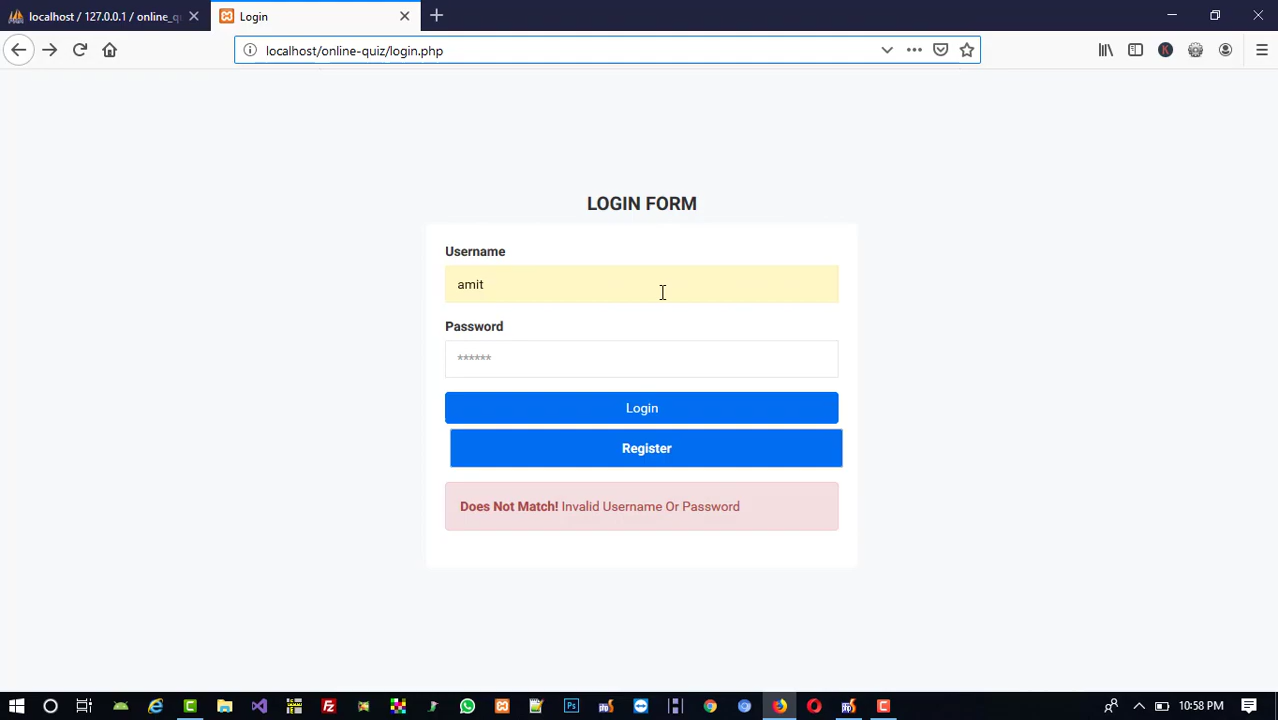 localhost / 127.0.0.1 / online_q
Login
localhost/online-quiz/login.php
LOGIN FORM
Username
amit
Password
******
Login
Register
Does Not Match! Invalid Username Or Password
10:58 PM